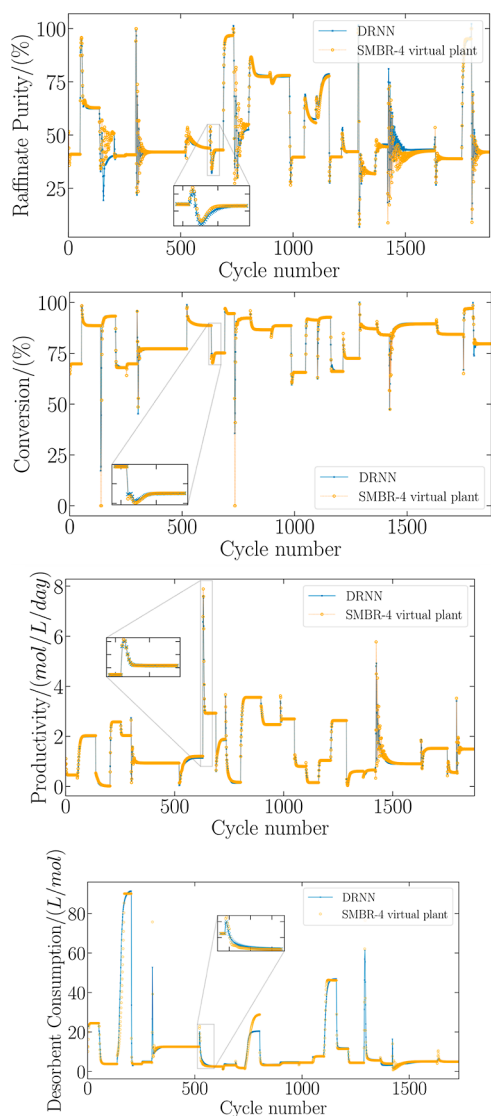 Raffinate Purity/(%)
100
75
50
25
DRNN
SMBR-4 virtual plant
0
500
1000
1500
Cycle number
Conversion/(%)
100
75
50
25
0
DRNN
SMBR-4 virtual plant
0
500
1000
1500
Cycle number
Productivity/(mol/L/day)
8
6
4
2
0
DRNN
SMBR-4 virtual plant
0
500
1000
1500
Cycle number
Desorbent Consumption/(L/mol)
80
60
40
20
0
DRNN
SMBR-4 virtual plant
0
500
1000
1500
Cycle number